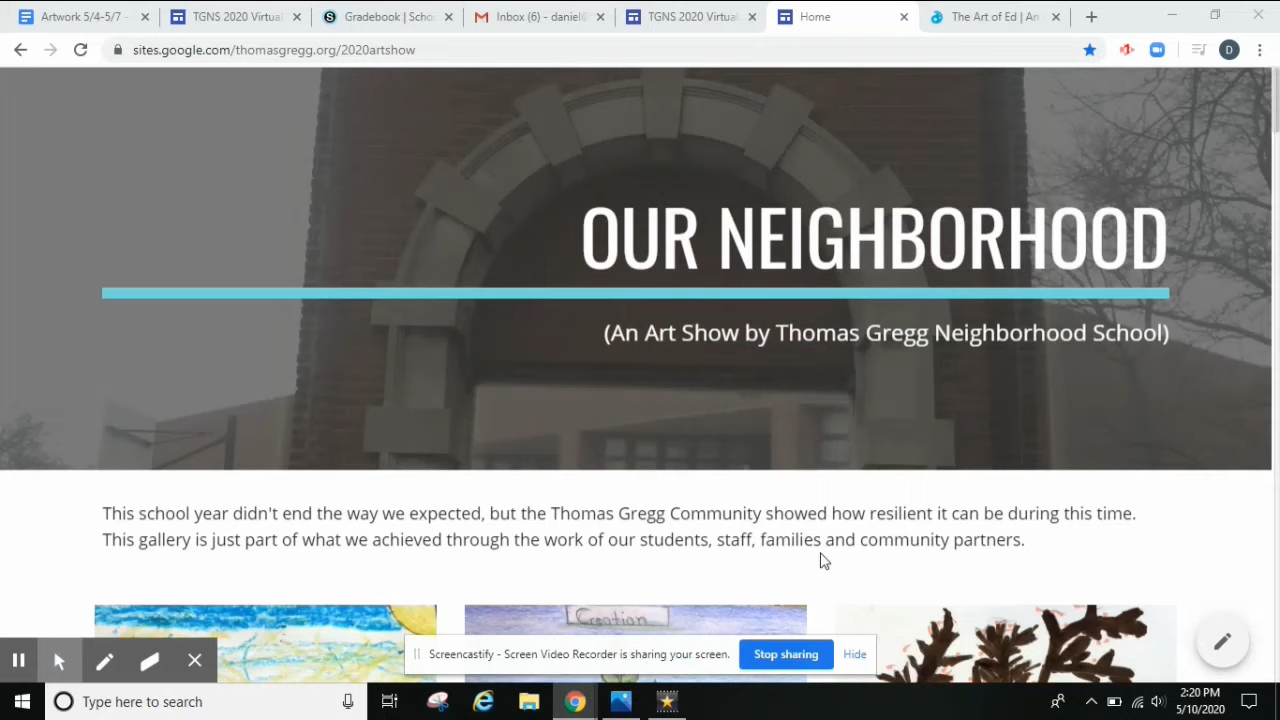 Artwork 5/4-5/7 -
TGNS 2020 Virtual
Gradebook | Schoo
Inbox (6) - daniel@
TGNS 2020 Virtual
Home
The Art of Ed | An
sites.google.com/thomasgregg.org/2020artshow
D
OUR NEIGHBORHOOD
(An Art Show by Thomas Gregg Neighborhood School)
This school year didn't end the way we expected, but the Thomas Gregg Community showed how resilient it can be during this time.
This gallery is just part of what we achieved through the work of our students, staff, families and community partners.
Creation
Screencastify - Screen Video Recorder is sharing your screen.
Stop sharing
Hide
Type here to search
2:20 PM
5/10/2020